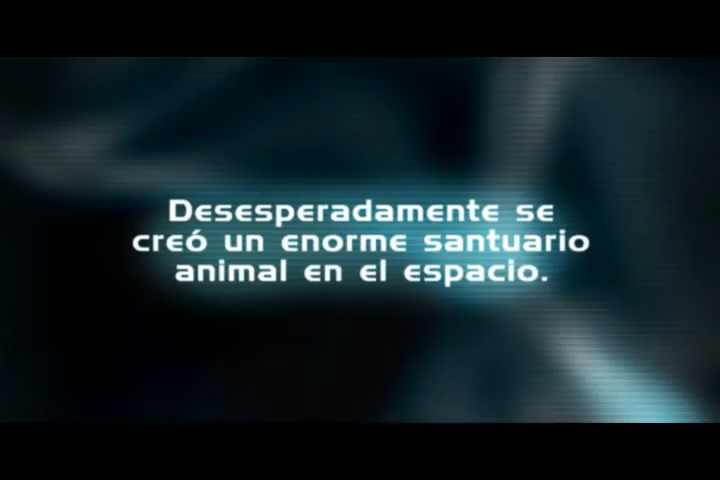 Desesperadamente se
creó un enorme santuario
animal en el espacio.